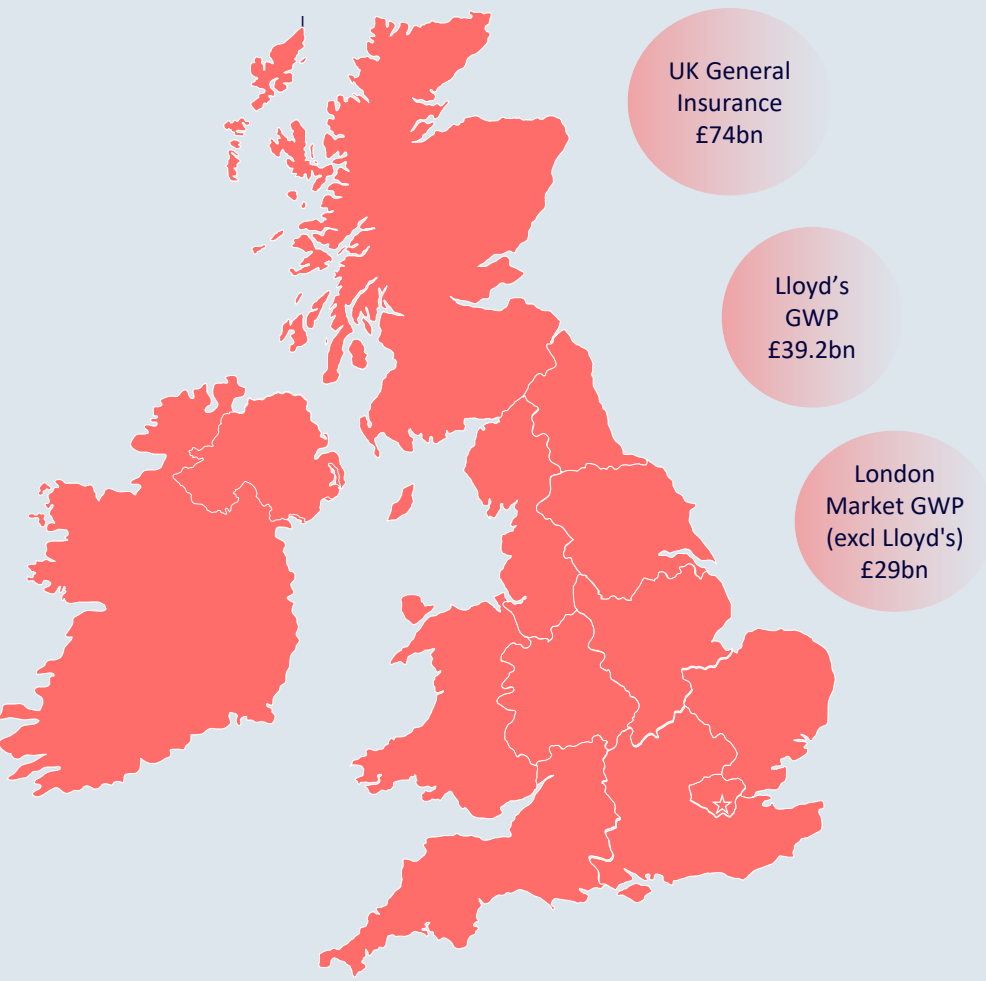 UK General
Insurance
£74bn
Lloyd’s
GWP
£39.2bn
London
Market GWP
(excl Lloyd's)
£29bn